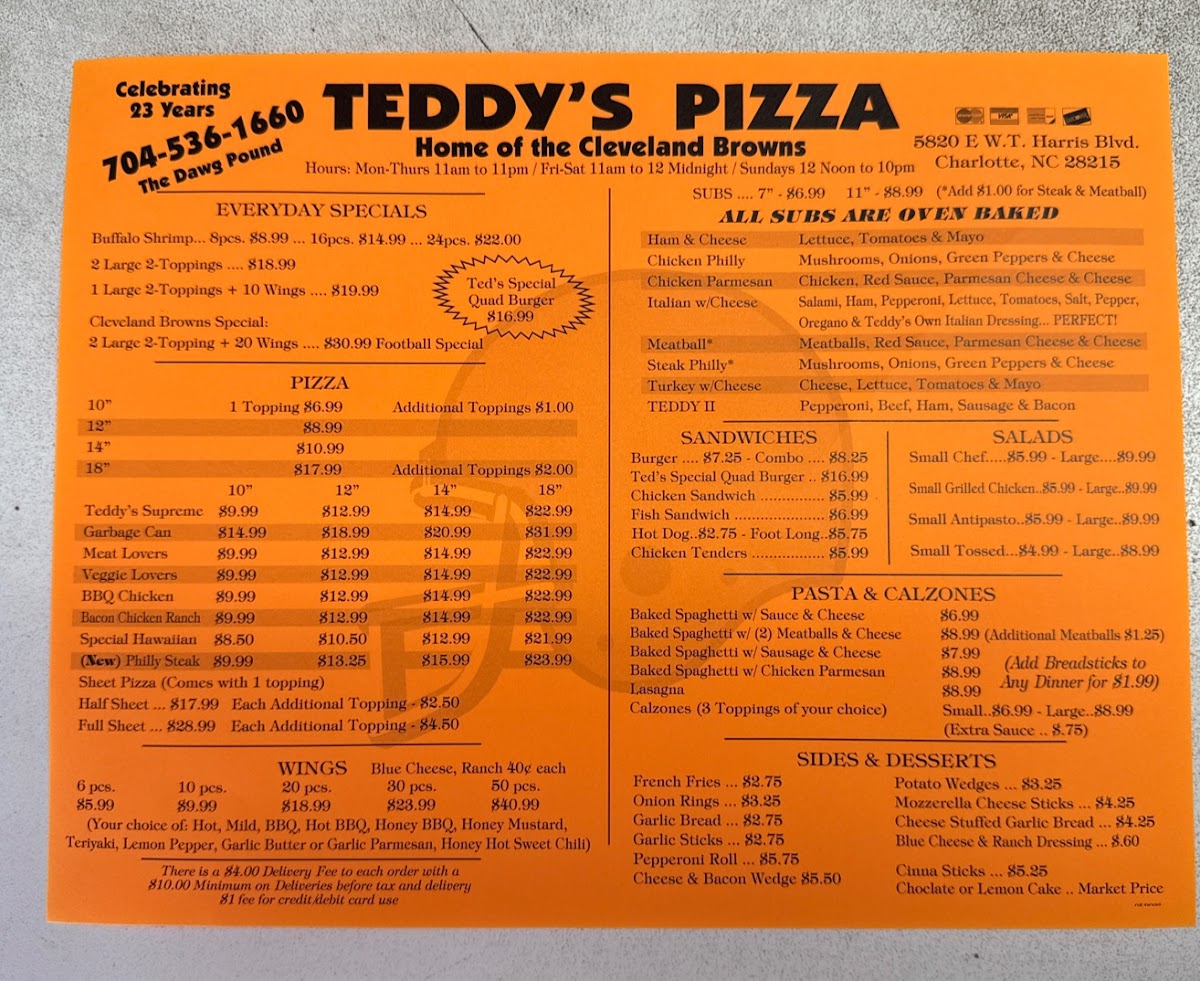 Celebrating
23 Years
704-536-1660
The Dawg Pound
TEDDY'S PIZZA
Home of the Cleveland Browns
Hours: Mon-Thurs 11am to 11pm / Fri-Sat 11am to 12 Midnight / Sundays 12 Noon to 10pm
VISA
5820 E W.T. Harris Blvd.
Charlotte, NC 28215
EVERYDAY SPECIALS
Buffalo Shrimp... 8pcs. $8.99 ... 16pcs. $14.99 ... 24pcs. $22.00
2 Large 2-Toppings .... $18.99
1 Large 2-Toppings + 10 Wings .... $19.99
Cleveland Browns Special:
2 Large 2-Topping + 20 Wings .... $30.99 Football Special
Ted's Special
Quad Burger
$16.99
PIZZA
10" 1 Topping $6.99 Additional Toppings $1.00
12" $8.99
14" $10.99
18" $17.99 Additional Toppings $2.00
10" 12" 14" 18"
Teddy's Supreme $9.99 $12.99 $14.99 $22.99
Garbage Can $14.99 $18.99 $20.99 $31.99
Meat Lovers $9.99 $12.99 $14.99 $22.99
Veggie Lovers $9.99 $12.99 $14.99 $22.99
BBQ Chicken $9.99 $12.99 $14.99 $22.99
Bacon Chicken Ranch $9.99 $12.99 $14.99 $22.99
Special Hawaiian $8.50 $10.50 $12.99 $21.99
(New) Philly Steak $9.99 $13.25 $15.99 $23.99
Sheet Pizza (Comes with 1 topping)
Half Sheet ... $17.99 Each Additional Topping - $2.50
Full Sheet ... $28.99 Each Additional Topping - $4.50
WINGS Blue Cheese, Ranch 40¢ each
6 pcs. 10 pcs. 20 pcs. 30 pcs. 50 pcs.
$5.99 $9.99 $18.99 $23.99 $40.99
(Your choice of: Hot, Mild, BBQ, Hot BBQ, Honey BBQ, Honey Mustard,
Teriyaki, Lemon Pepper, Garlic Butter or Garlic Parmesan, Honey Hot Sweet Chili)
There is a $4.00 Delivery Fee to each order with a
$10.00 Minimum on Deliveries before tax and delivery
$1 fee for credit/debit card use
SUBS .... 7" - $6.99 11" - $8.99 (*Add $1.00 for Steak & Meatball)
ALL SUBS ARE OVEN BAKED
Ham & Cheese Lettuce, Tomatoes & Mayo
Chicken Philly Mushrooms, Onions, Green Peppers & Cheese
Chicken Parmesan Chicken, Red Sauce, Parmesan Cheese & Cheese
Italian w/Cheese Salami, Ham, Pepperoni, Lettuce, Tomatoes, Salt, Pepper,
Oregano & Teddy's Own Italian Dressing... PERFECT!
Meatball* Meatballs, Red Sauce, Parmesan Cheese & Cheese
Steak Philly* Mushrooms, Onions, Green Peppers & Cheese
Turkey w/Cheese Cheese, Lettuce, Tomatoes & Mayo
TEDDY II Pepperoni, Beef, Ham, Sausage & Bacon
SANDWICHES
Burger .... $7.25 - Combo .... $8.25
Ted's Special Quad Burger .. $16.99
Chicken Sandwich .............. $5.99
Fish Sandwich .................... $6.99
Hot Dog..$2.75 - Foot Long..$5.75
Chicken Tenders ................ $5.99
SALADS
Small Chef.....$5.99 - Large....$9.99
Small Grilled Chicken..$5.99 - Large..$9.99
Small Antipasto..$5.99 - Large..$9.99
Small Tossed...$4.99 - Large..$8.99
PASTA & CALZONES
Baked Spaghetti w/ Sauce & Cheese $6.99
Baked Spaghetti w/ (2) Meatballs & Cheese $8.99 (Additional Meatballs $1.25)
Baked Spaghetti w/ Sausage & Cheese $7.99
Baked Spaghetti w/ Chicken Parmesan $8.99
Lasagna $8.99
(Add Breadsticks to
Any Dinner for $1.99)
Calzones (3 Toppings of your choice) Small..$6.99 - Large..$8.99
(Extra Sauce .. $.75)
SIDES & DESSERTS
French Fries ... $2.75
Onion Rings ... $3.25
Garlic Bread ... $2.75
Garlic Sticks ... $2.75
Pepperoni Roll ... $5.75
Cheese & Bacon Wedge $5.50
Potato Wedges ... $3.25
Mozzerella Cheese Sticks ... $4.25
Cheese Stuffed Garlic Bread ... $4.25
Blue Cheese & Ranch Dressing ... $.60
Cinna Sticks ... $5.25
Choclate or Lemon Cake .. Market Price